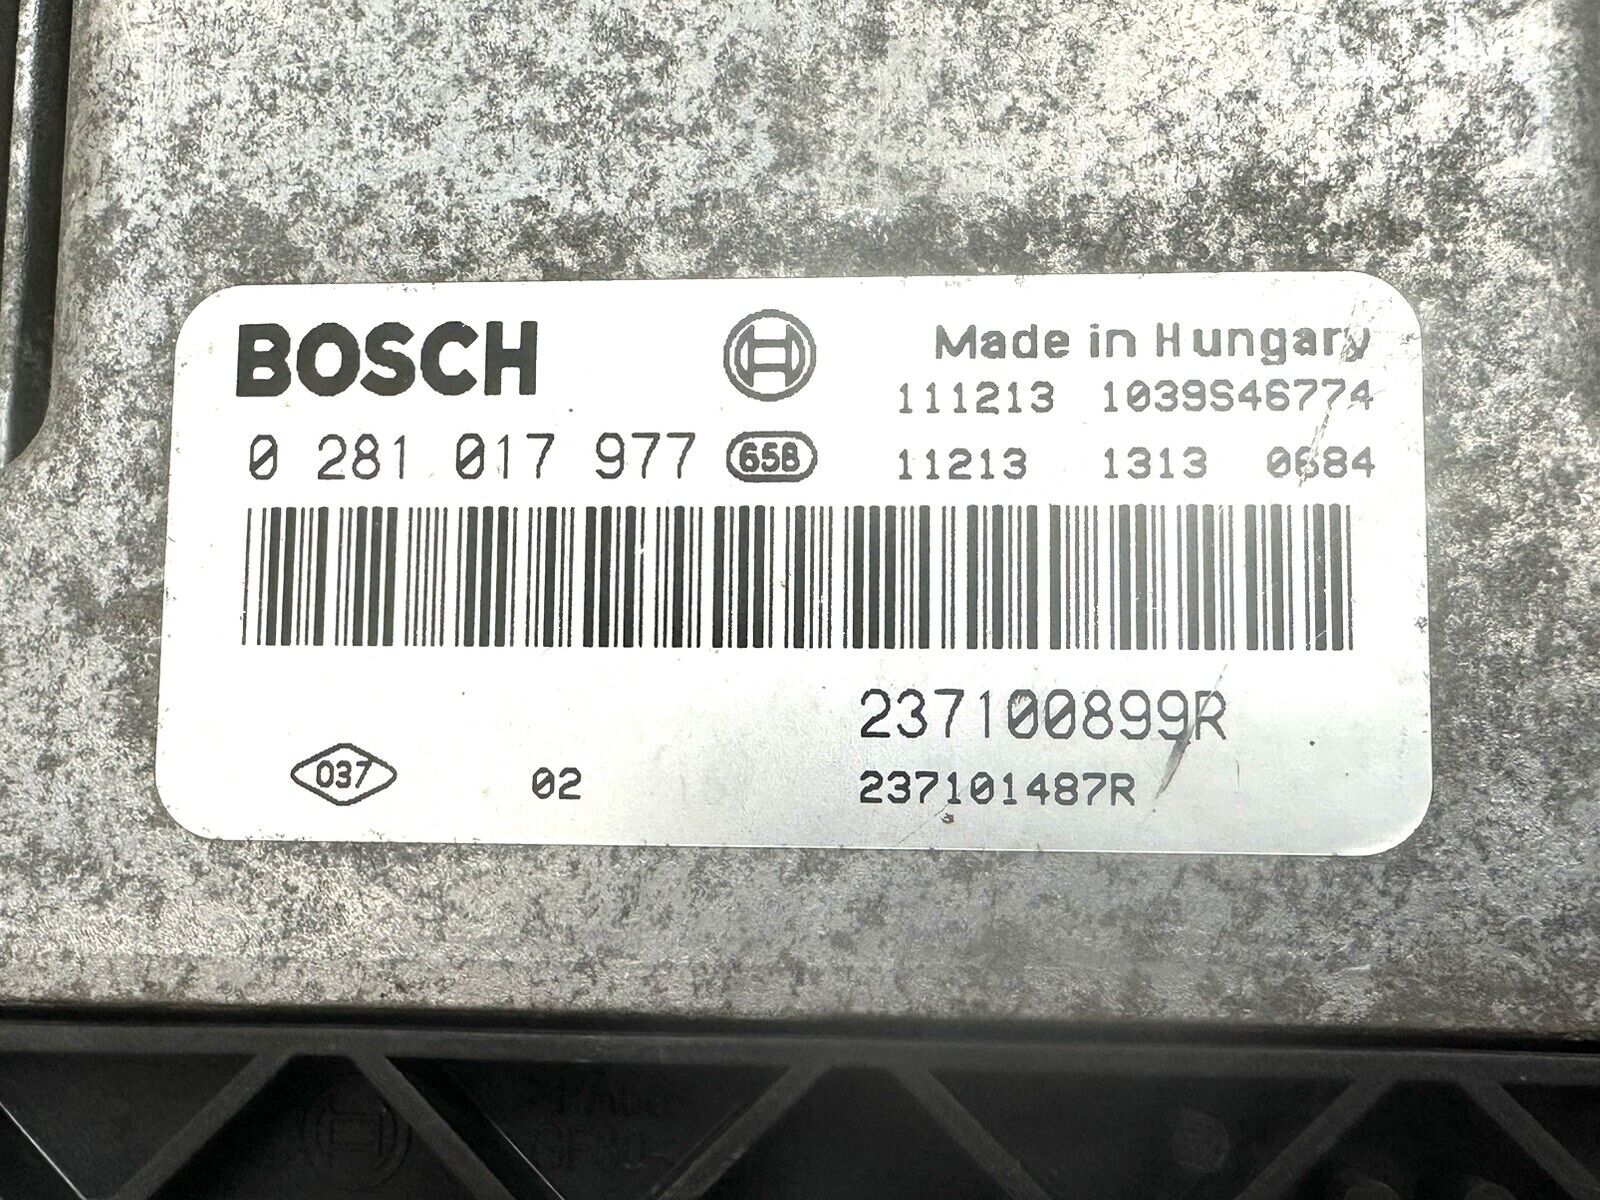 BOSCH
Made in Hungary
111213 1039S46774
0 281 017 977 658
11213 1313 0684
237100899R
037 02 237101487R